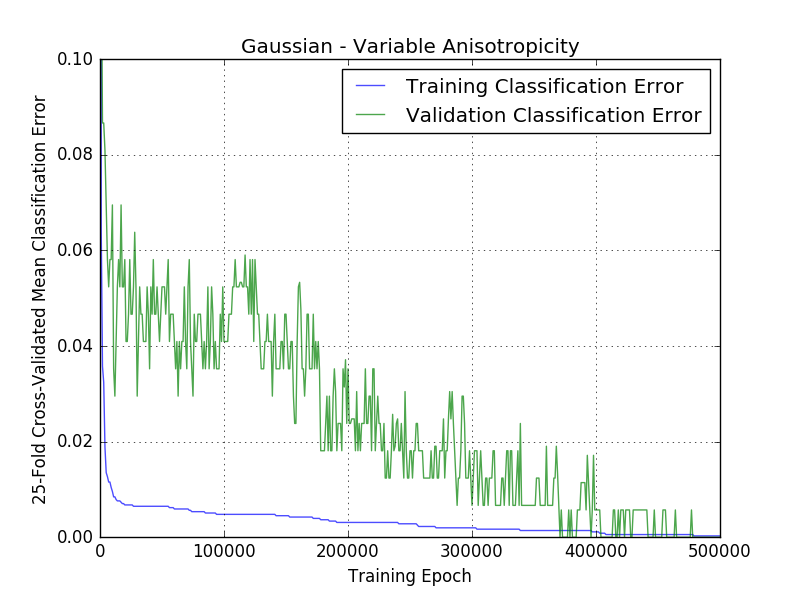 Gaussian - Variable Anisotropicity
Training Classification Error
Validation Classification Error
25-Fold Cross-Validated Mean Classification Error
0.10
0.08
0.06
0.04
0.02
0.00
0 100000 200000 300000 400000 500000
Training Epoch